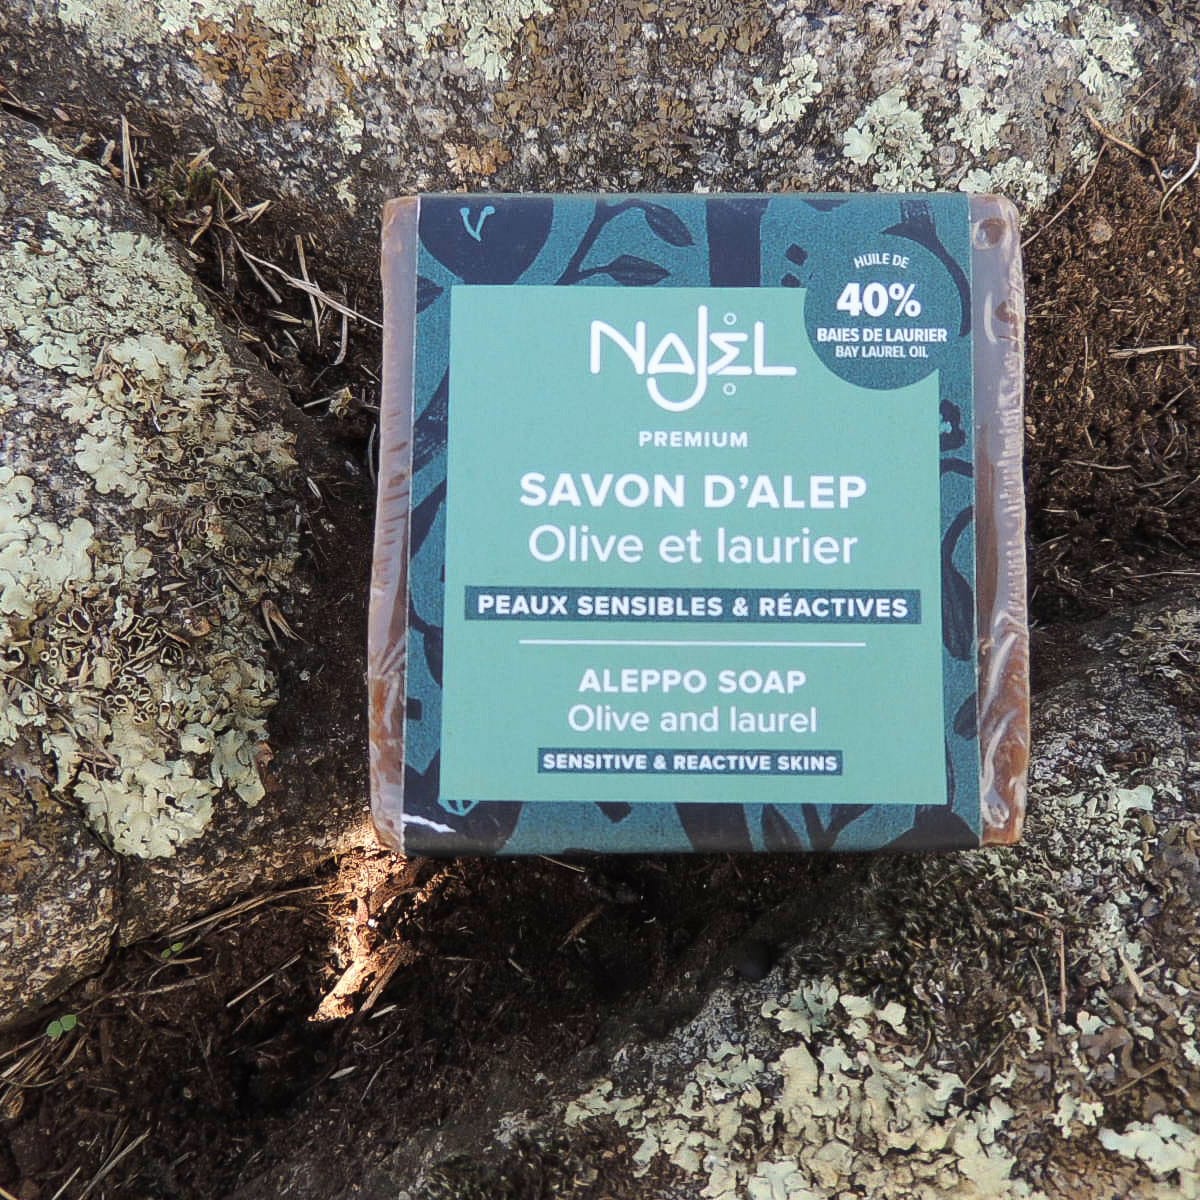 HUILE DE
40%
BAIES DE LAURIER
BAY LAUREL OIL
NAJEL
PREMIUM
SAVON D'ALEP
Olive et laurier
PEAUX SENSIBLES & RÉACTIVES
ALEPPO SOAP
Olive and laurel
SENSITIVE & REACTIVE SKINS